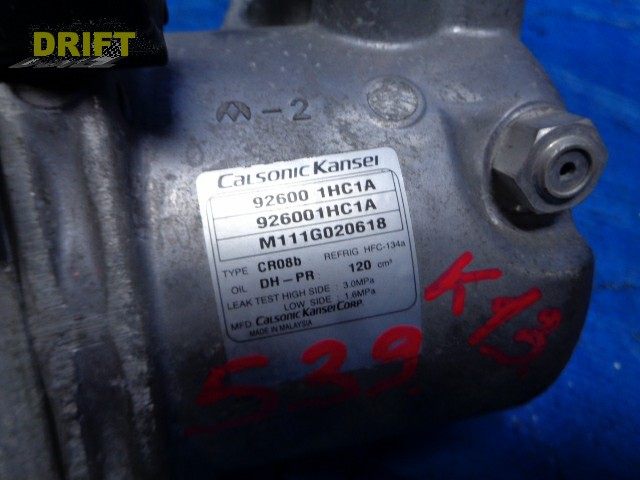 DRIFT
-2
Calsonic Kansei
92600 1HC1A
926001HC1A
M111G020618
TYPE CR08b REFRIG HFC-134a
OIL DH-PR: 120 cm³
LEAK TEST HIGH SIDE : 3.0MPa
LOW SIDE : 1.6MPa
MFD. CALSONIC KANSEI CORP.
MADE IN MALAYSIA
K13
539